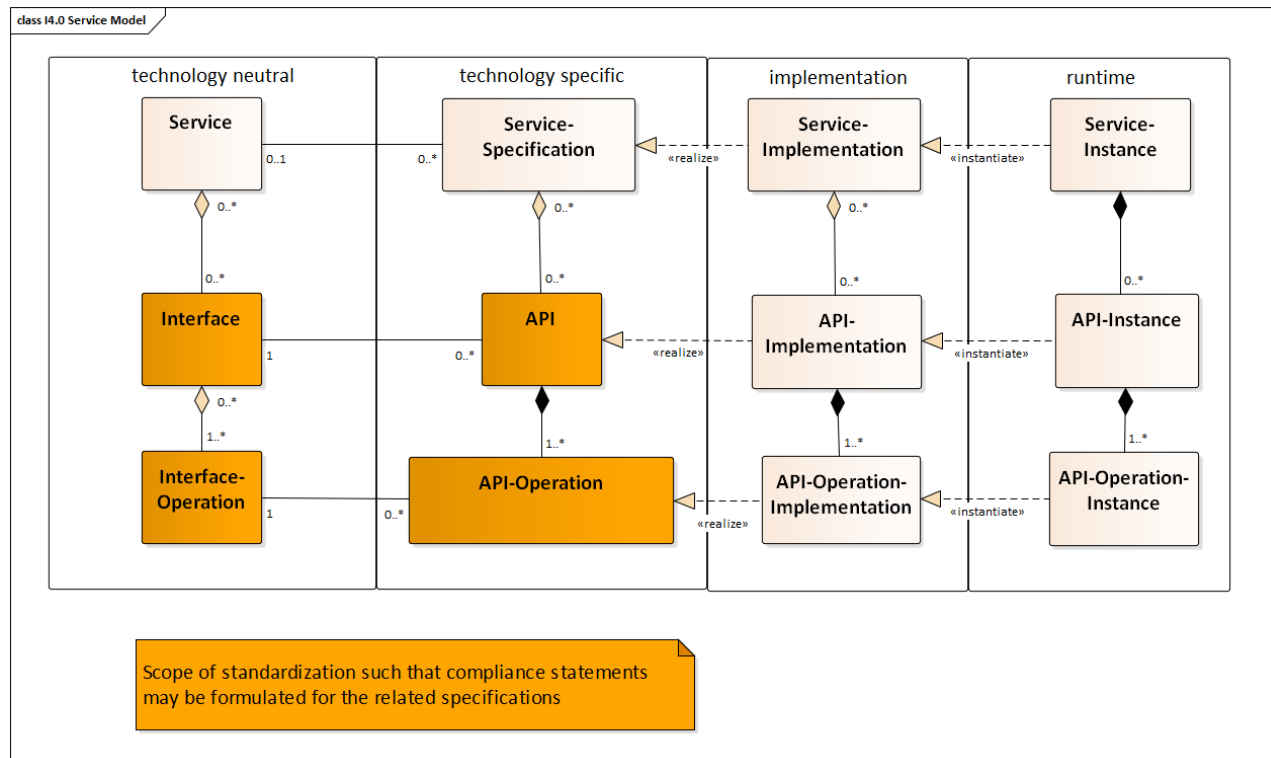 class I4.0 Service Model
technology neutral
technology specific
implementation
runtime
Service
Service-
Specification
Service-
Implementation
Service-
Instance
0..1
0..*
«realize»
«instantiate»
0..*
0..*
0..*
0..*
0..*
0..*
0..*
Interface
API
API-
Implementation
API-Instance
1
0..*
«realize»
«instantiate»
0..*
1..*
1..*
1..*
1..*
Interface-
Operation
API-Operation
API-Operation-
Implementation
API-Operation-
Instance
1
0..*
«realize»
«instantiate»
Scope of standardization such that compliance statements
may be formulated for the related specifications